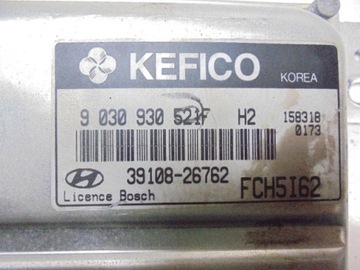 KEFICO
KOREA
9 030 930 521F H2
158318
0173
39108-26762
Licence Bosch
FCH5I62